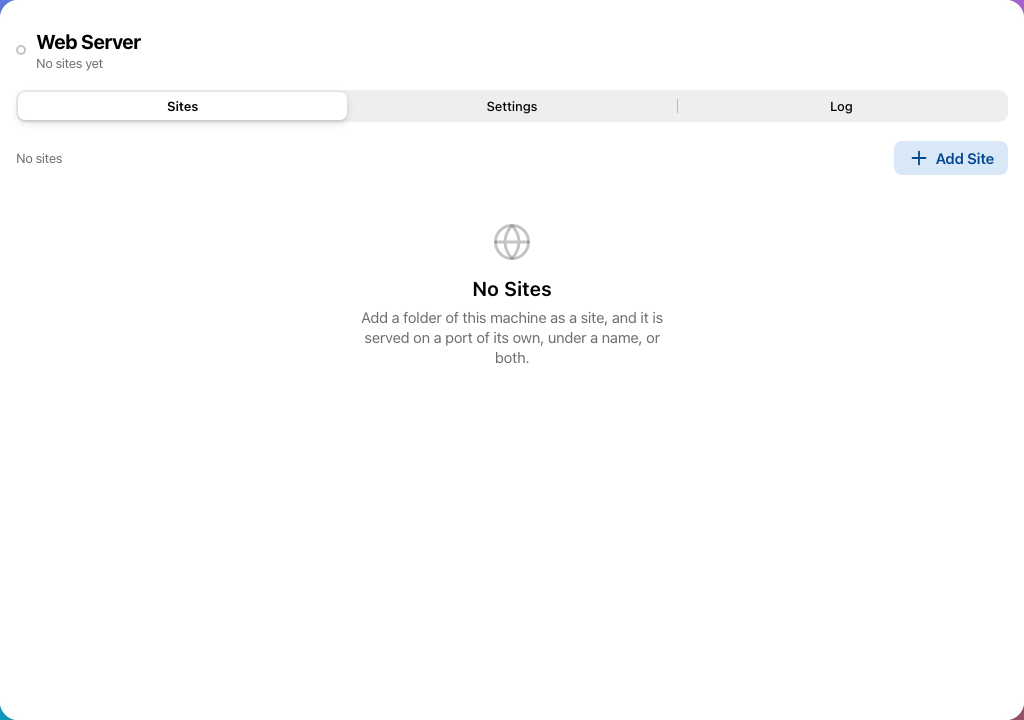 Web Server
No sites yet
Sites
Settings
Log
No sites
Add Site
No Sites
Add a folder of this machine as a site, and it is
served on a port of its own, under a name, or
both.